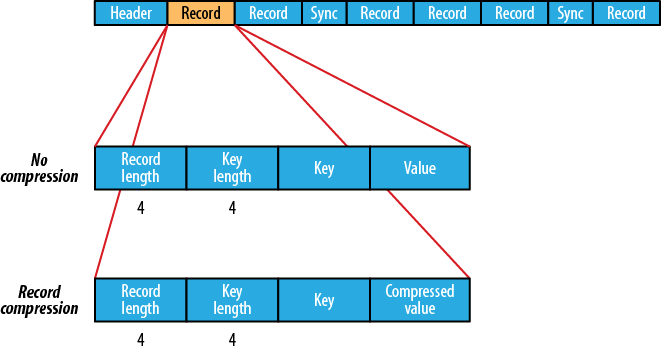 Header Record Record Sync Record Record Record Sync Record
No
compression
Record
length
Key
length
Key
Value
4 4
Record
compression
Record
length
Key
length
Key
Compressed
value
4 4